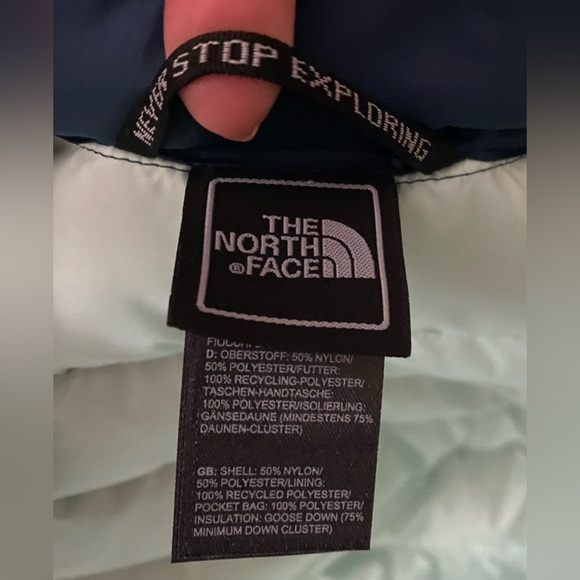 NEVER STOP EXPLORING
THE
NORTH
® FACE
D: OBERSTOFF: 50% NYLON/
50% POLYESTER/FUTTER:
100% RECYCLING-POLYESTER/
TASCHEN-HANDTASCHE:
100% POLYESTER/ISOLIERUNG:
GÄNSEDAUNE (MINDESTENS 75%
DAUNEN-CLUSTER)
GB: SHELL: 50% NYLON/
50% POLYESTER/LINING:
100% RECYCLED POLYESTER/
POCKET BAG: 100% POLYESTER/
INSULATION: GOOSE DOWN (75%
MINIMUM DOWN CLUSTER)